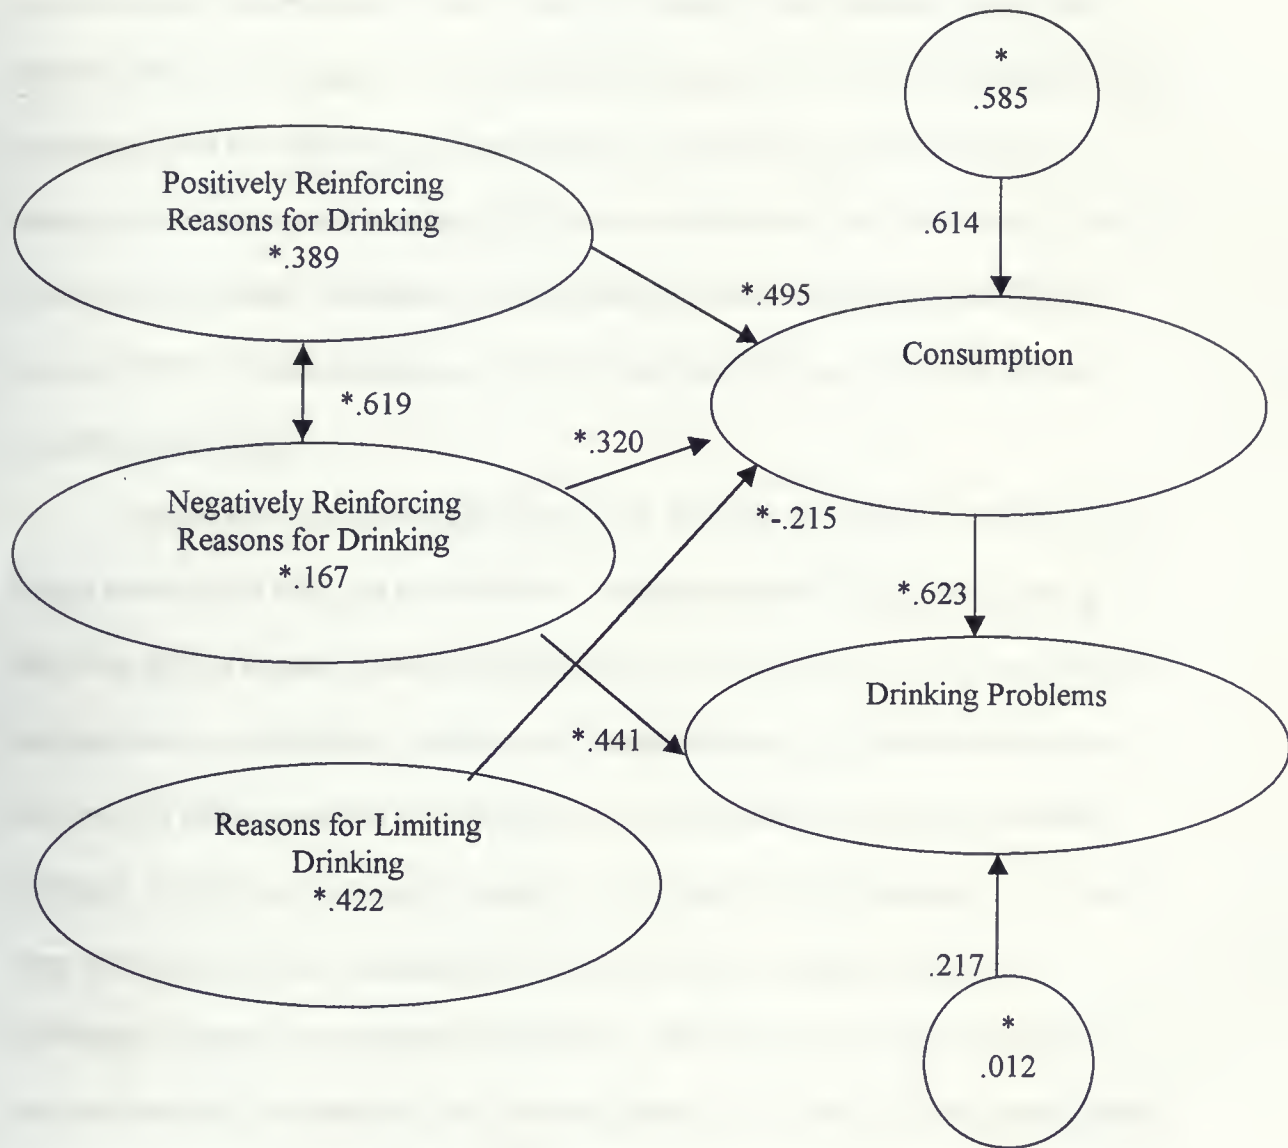 *
.585
.614
Positively Reinforcing
Reasons for Drinking
*.389
*.495
Consumption
*.619
*.320
Negatively Reinforcing
Reasons for Drinking
*.167
*-.215
*.623
Drinking Problems
*.441
Reasons for Limiting
Drinking
*.422
.217
*
.012